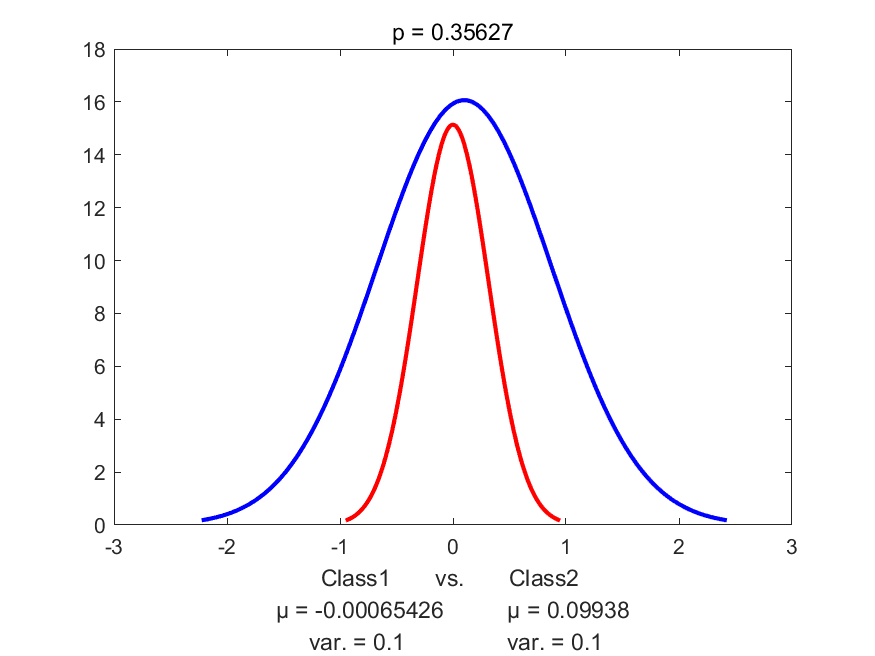 p = 0.35627
18
16
14
12
10
8
6
4
2
0
-3 -2 -1 0 1 2 3
Class1 vs. Class2
μ = -0.00065426 μ = 0.09938
var. = 0.1 var. = 0.1